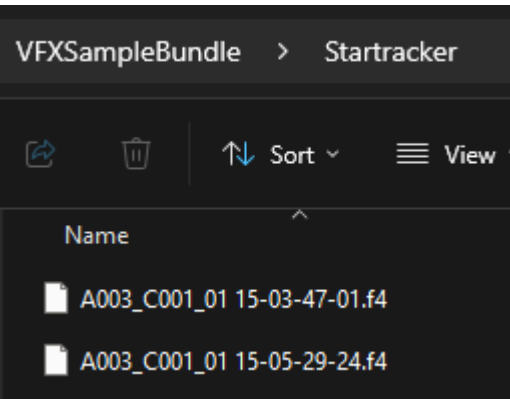 VFXSampleBundle > Startracker
Sort View
Name
A003_C001_01 15-03-47-01.f4
A003_C001_01 15-05-29-24.f4